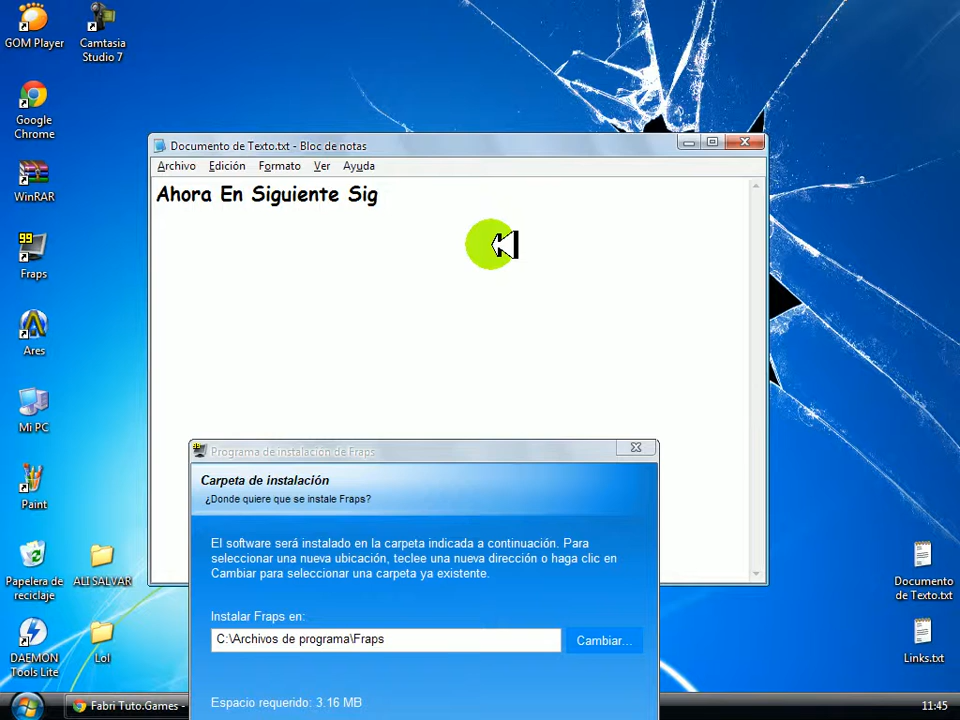 GOM Player
Camtasia
Studio 7
Google
Chrome
WinRAR
99
Fraps
Ares
Mi PC
Paint
Papelera de
reciclaje
ALI SALVAR
DAEMON
Tools Lite
Lol
Documento de Texto.txt - Bloc de notas
Archivo Edición Formato Ver Ayuda
Ahora En Siguiente Sig
Programa de instalación de Fraps
Carpeta de instalación
¿Donde quiere que se instale Fraps?
El software será instalado en la carpeta indicada a continuación. Para
seleccionar una nueva ubicación, teclee una nueva dirección o haga clic en
Cambiar para seleccionar una carpeta ya existente.
Instalar Fraps en:
C:\Archivos de programa\Fraps
Cambiar...
Espacio requerido: 3.16 MB
Documento
de Texto.txt
Links.txt
Fabri Tuto.Games -
11:45